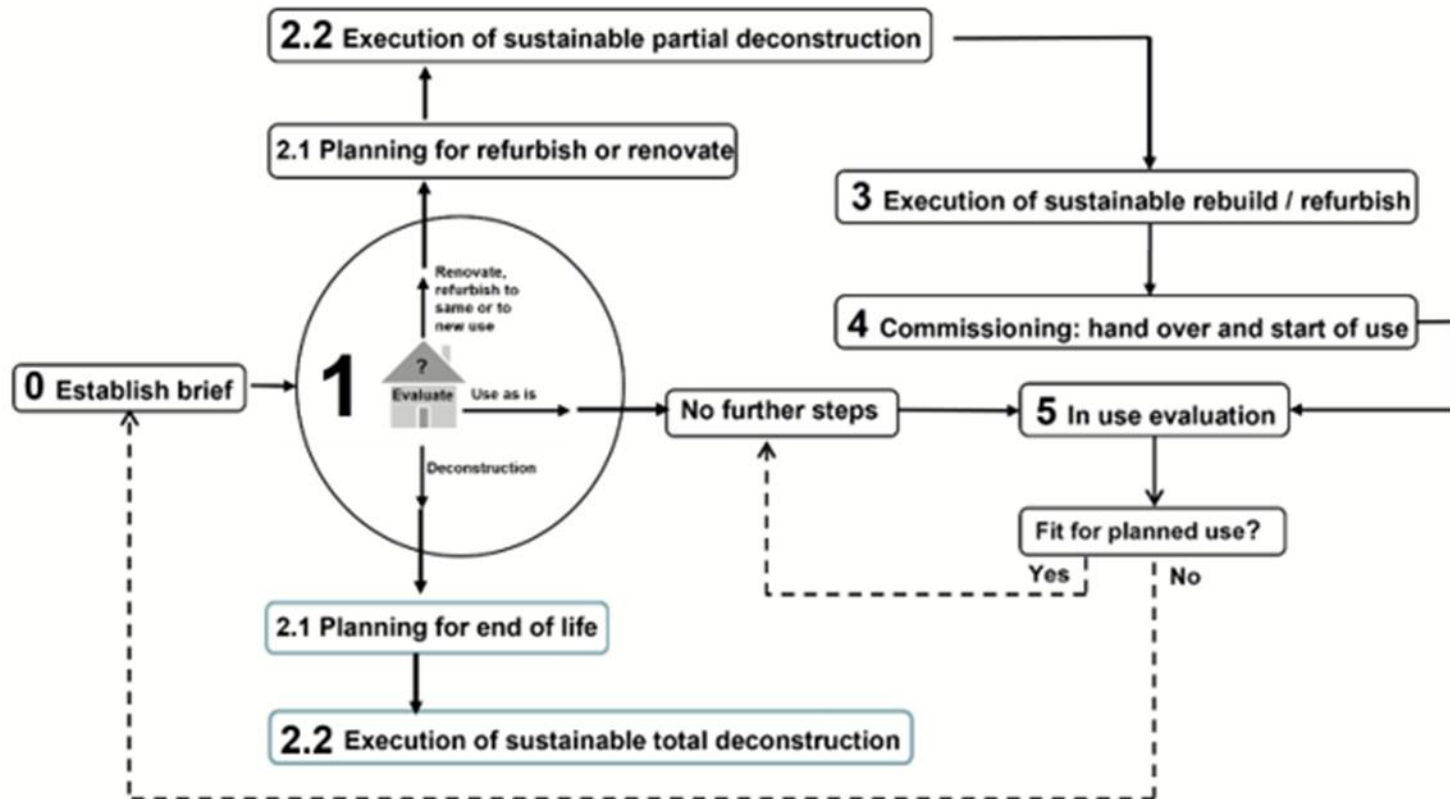 2.2 Execution of sustainable partial deconstruction
2.1 Planning for refurbish or renovate
3 Execution of sustainable rebuild / refurbish
Renovate,
refurbish to
same or to
new use
4 Commissioning: hand over and start of use
?
0 Establish brief
1
Evaluate
Use as is
No further steps
5 In use evaluation
Deconstruction
Fit for planned use?
Yes
No
2.1 Planning for end of life
2.2 Execution of sustainable total deconstruction